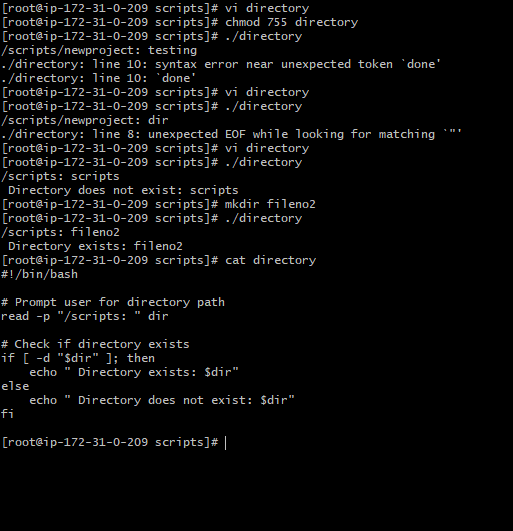 [root@ip-172-31-0-209 scripts]# vi directory
[root@ip-172-31-0-209 scripts]# chmod 755 directory
[root@ip-172-31-0-209 scripts]# ./directory
/scripts/newproject: testing
./directory: line 10: syntax error near unexpected token `done'
./directory: line 10: `done'
[root@ip-172-31-0-209 scripts]# vi directory
[root@ip-172-31-0-209 scripts]# ./directory
/scripts/newproject: dir
./directory: line 8: unexpected EOF while looking for matching `"'
[root@ip-172-31-0-209 scripts]# vi directory
[root@ip-172-31-0-209 scripts]# ./directory
/scripts: scripts
 Directory does not exist: scripts
[root@ip-172-31-0-209 scripts]# mkdir fileno2
[root@ip-172-31-0-209 scripts]# ./directory
/scripts: fileno2
 Directory exists: fileno2
[root@ip-172-31-0-209 scripts]# cat directory
#!/bin/bash

# Prompt user for directory path
read -p "/scripts: " dir

# Check if directory exists
if [ -d "$dir" ]; then
    echo " Directory exists: $dir"
else
    echo " Directory does not exist: $dir"
fi

[root@ip-172-31-0-209 scripts]#